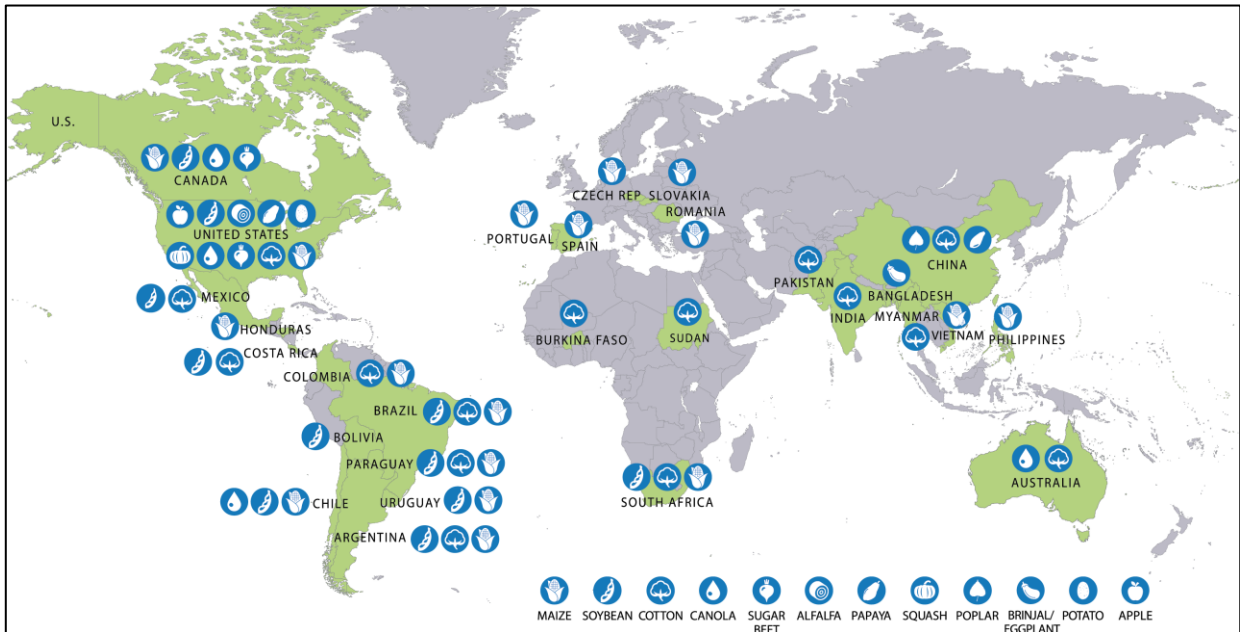 U.S.
CANADA
UNITED STATES
MEXICO
HONDURAS
COSTA RICA
COLOMBIA
BRAZIL
BOLIVIA
PARAGUAY
CHILE
URUGUAY
ARGENTINA
CZECH REP
SLOVAKIA
ROMANIA
PORTUGAL
SPAIN
BURKINA FASO
SUDAN
SOUTH AFRICA
PAKISTAN
CHINA
BANGLADESH
INDIA
MYANMAR
VIETNAM
PHILIPPINES
AUSTRALIA
MAIZE
SOYBEAN
COTTON
CANOLA
SUGAR
BEET
ALFALFA
PAPAYA
SQUASH
POPLAR
BRINJAL/
EGGPLANT
POTATO
APPLE